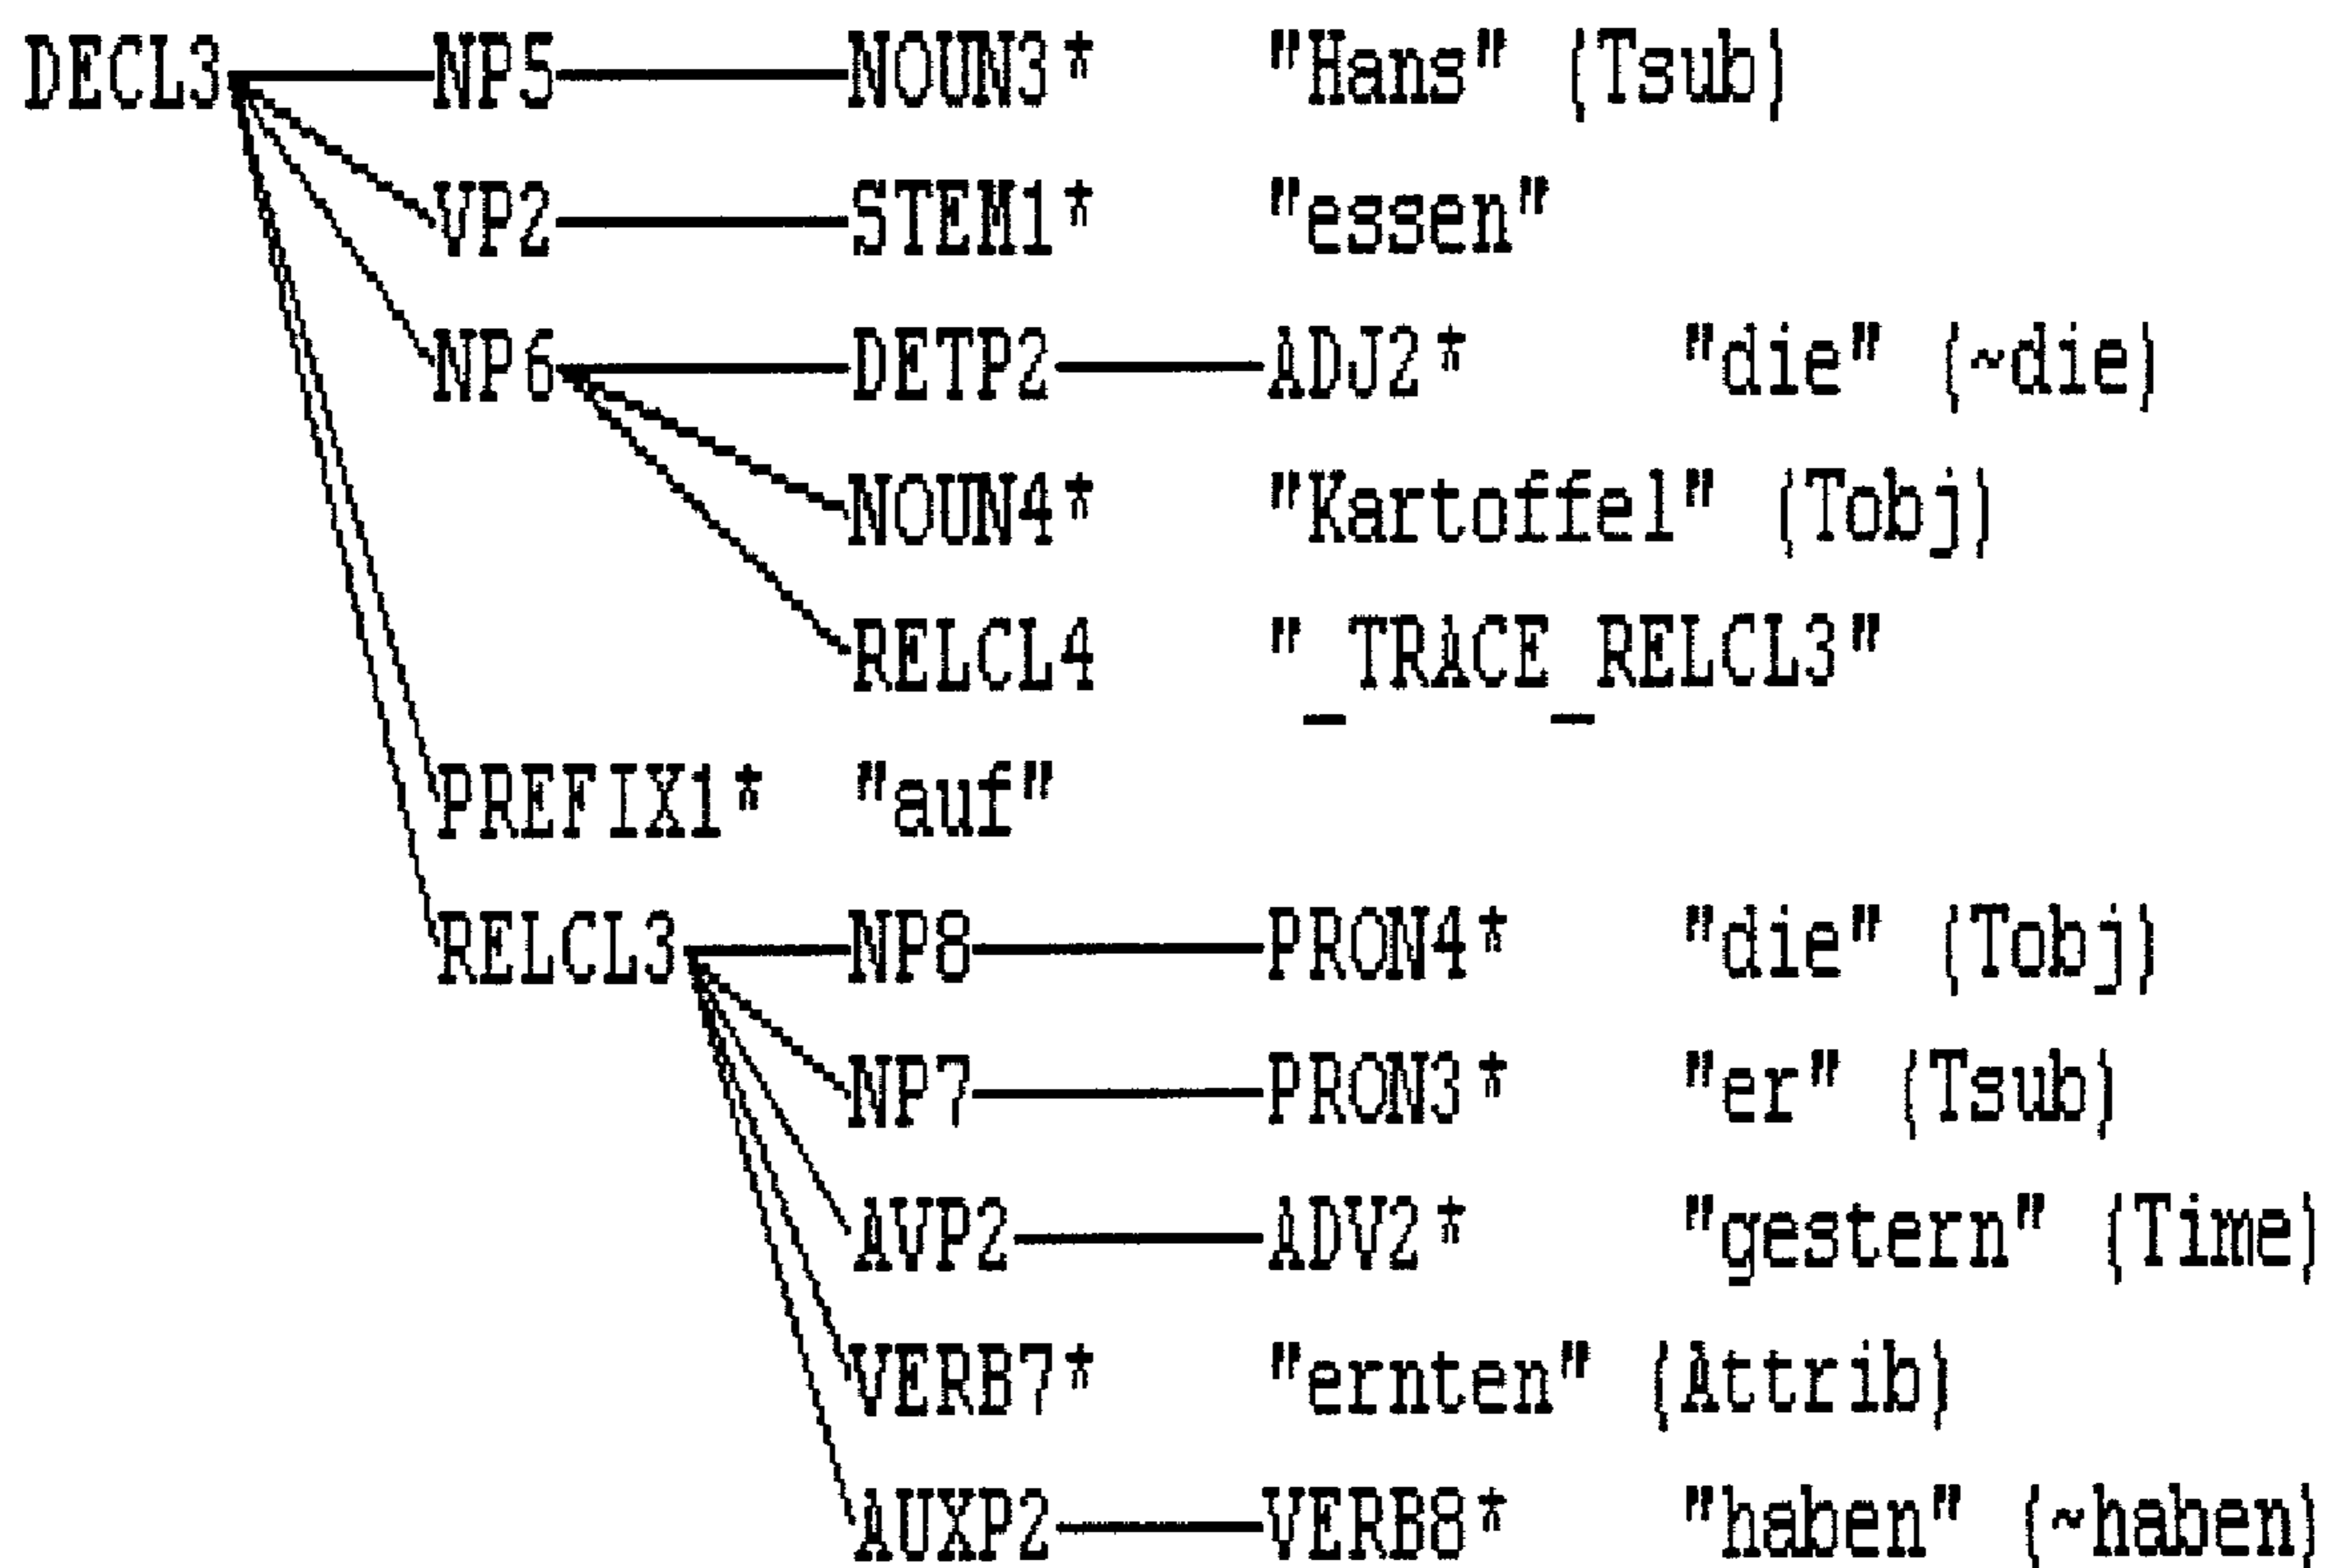 DECL3 NP5 NOUN3* "Hans" (Tsub)
VP2 STEM1* "essen"
NP6 DETP2 ADJ2* "die" (~die)
NOUN4* "Kartoffel" (Tobj)
RELCL4 "_TRACE_RELCL3"
PREFIX1* "auf"
RELCL3 NP8 PRON4* "die" (Tobj)
NP7 PRON3* "er" (Tsub)
AVP2 ADV2* "gestern" (Time)
VERB7* "ernten" (Attrib)
AUXP2 VERB8* "haben" (~haben)